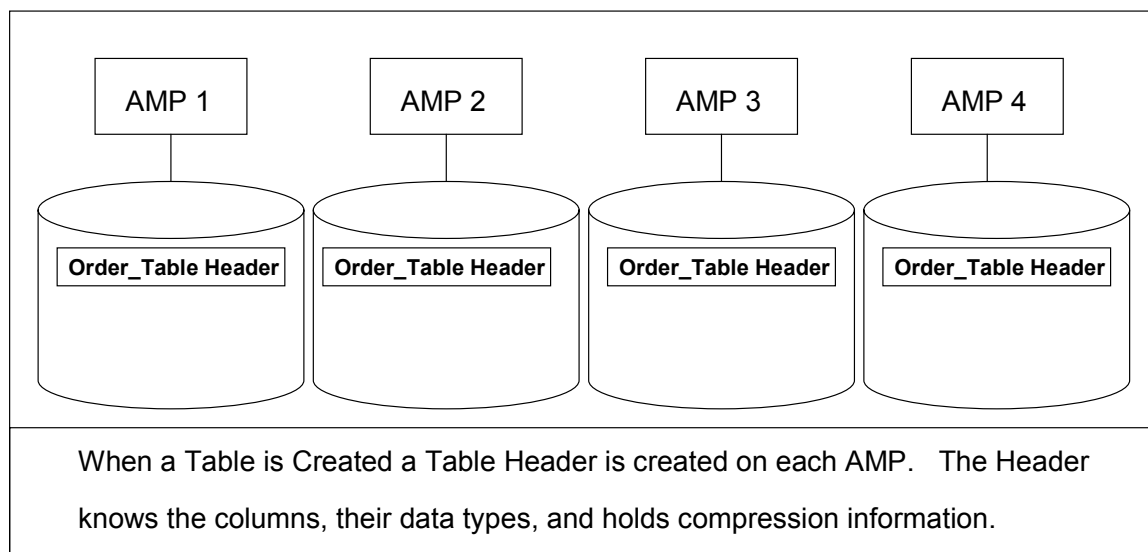 AMP 1 AMP 2 AMP 3 AMP 4
Order_Table Header Order_Table Header Order_Table Header Order_Table Header
When a Table is Created a Table Header is created on each AMP.   The Header
knows the columns, their data types, and holds compression information.